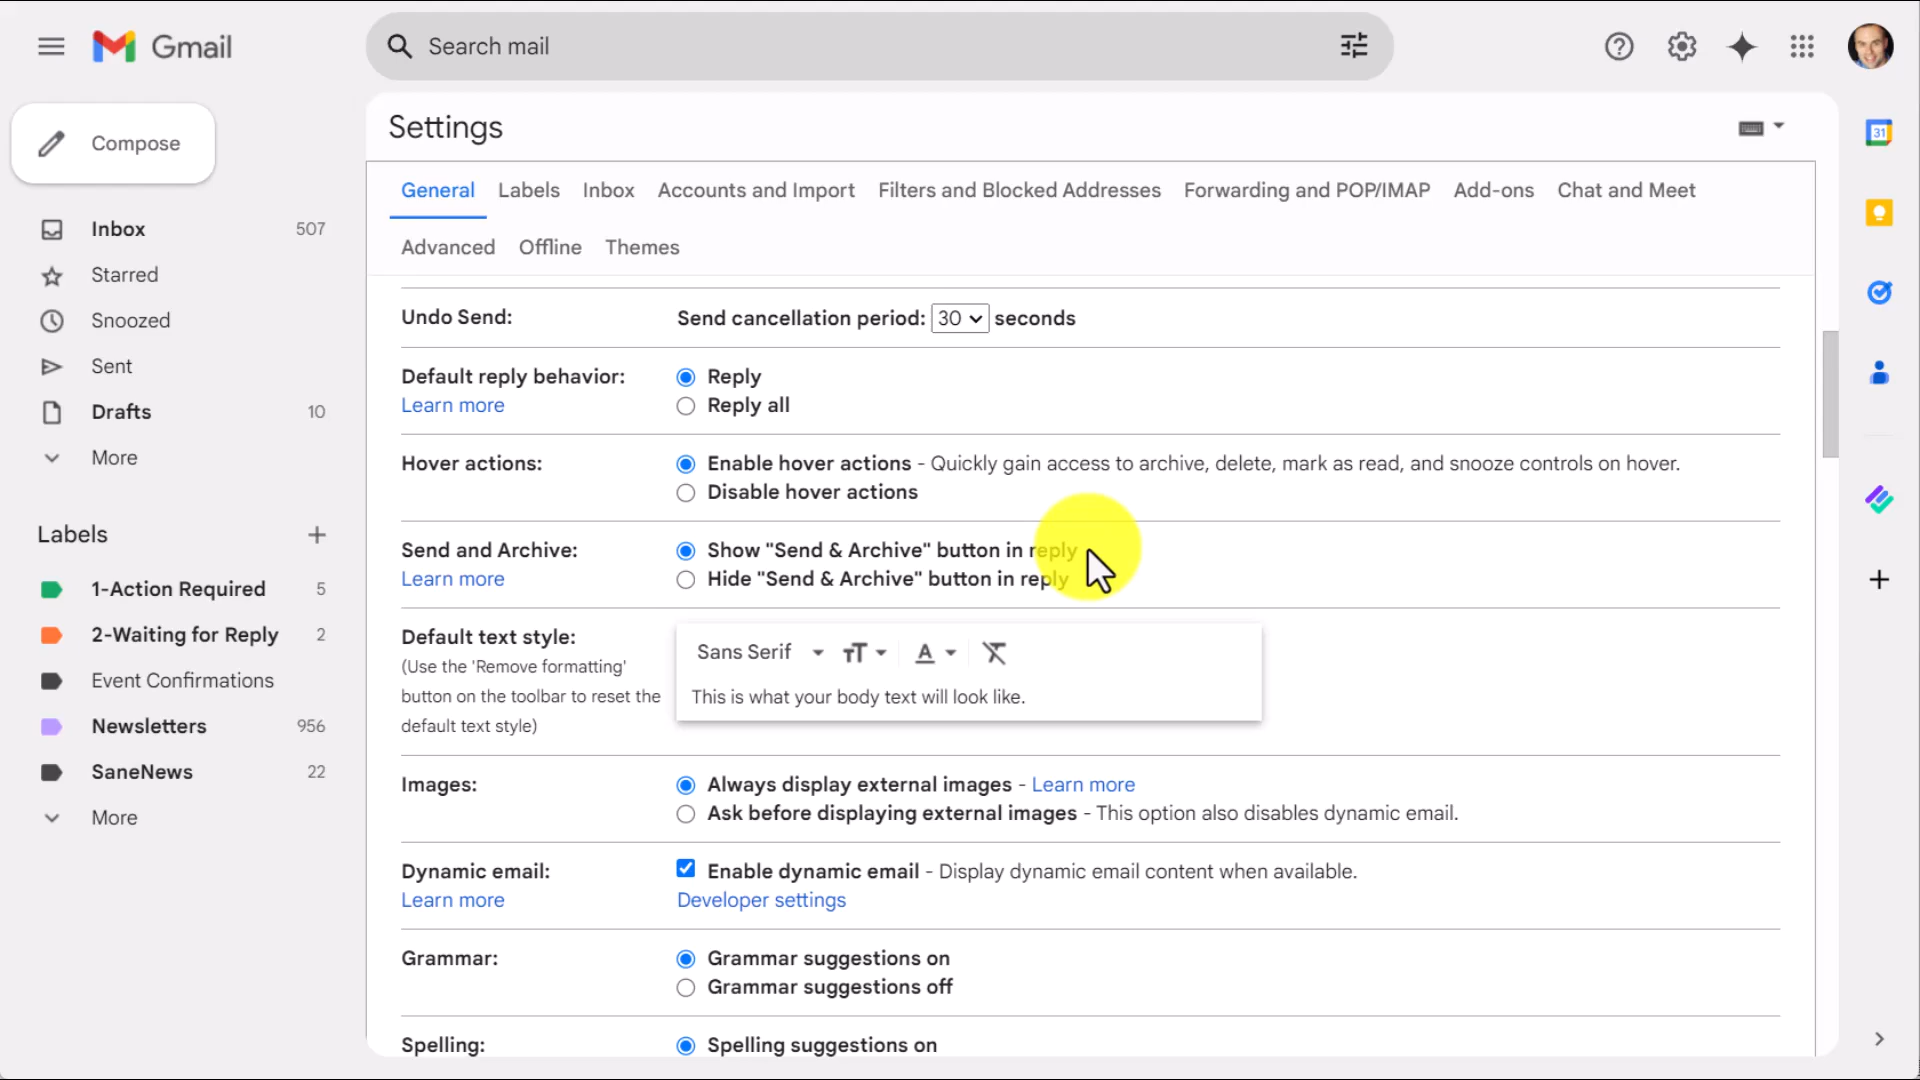 Gmail
Search mail
Compose
Inbox 507
Starred
Snoozed
Sent
Drafts 10
More
Labels
1-Action Required 5
2-Waiting for Reply 2
Event Confirmations
Newsletters 956
SaneNews 22
More
Settings
General Labels Inbox Accounts and Import Filters and Blocked Addresses Forwarding and POP/IMAP Add-ons Chat and Meet
Advanced Offline Themes
Undo Send: Send cancellation period: 30 seconds
Default reply behavior: Reply
Learn more Reply all
Hover actions: Enable hover actions - Quickly gain access to archive, delete, mark as read, and snooze controls on hover.
Disable hover actions
Send and Archive: Show "Send & Archive" button in reply
Learn more Hide "Send & Archive" button in reply
Default text style:
(Use the 'Remove formatting'
button on the toolbar to reset the
default text style)
Sans Serif
This is what your body text will look like.
Images: Always display external images - Learn more
Ask before displaying external images - This option also disables dynamic email.
Dynamic email: Enable dynamic email - Display dynamic email content when available.
Learn more Developer settings
Grammar: Grammar suggestions on
Grammar suggestions off
Spelling: Spelling suggestions on
31